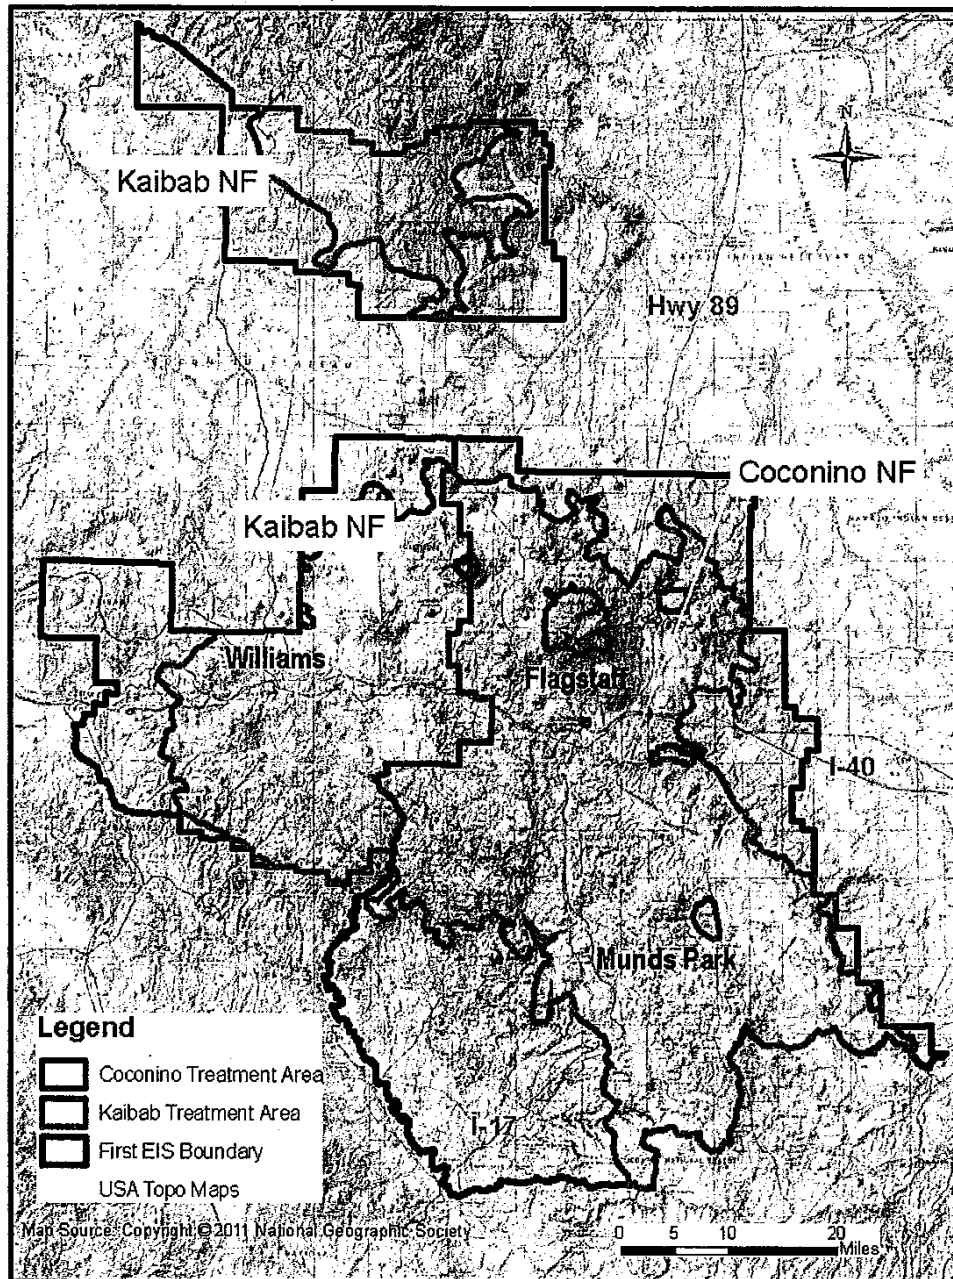 N
Kaibab NF
Hwy 89
Coconino NF
Kaibab NF
Williams
Flagstaff
I-40
Munds Park
I-17
Legend
Coconino Treatment Area
Kaibab Treatment Area
First EIS Boundary
USA Topo Maps
Map Source: Copyright © 2011 National Geographic Society
0 5 10 20
Miles